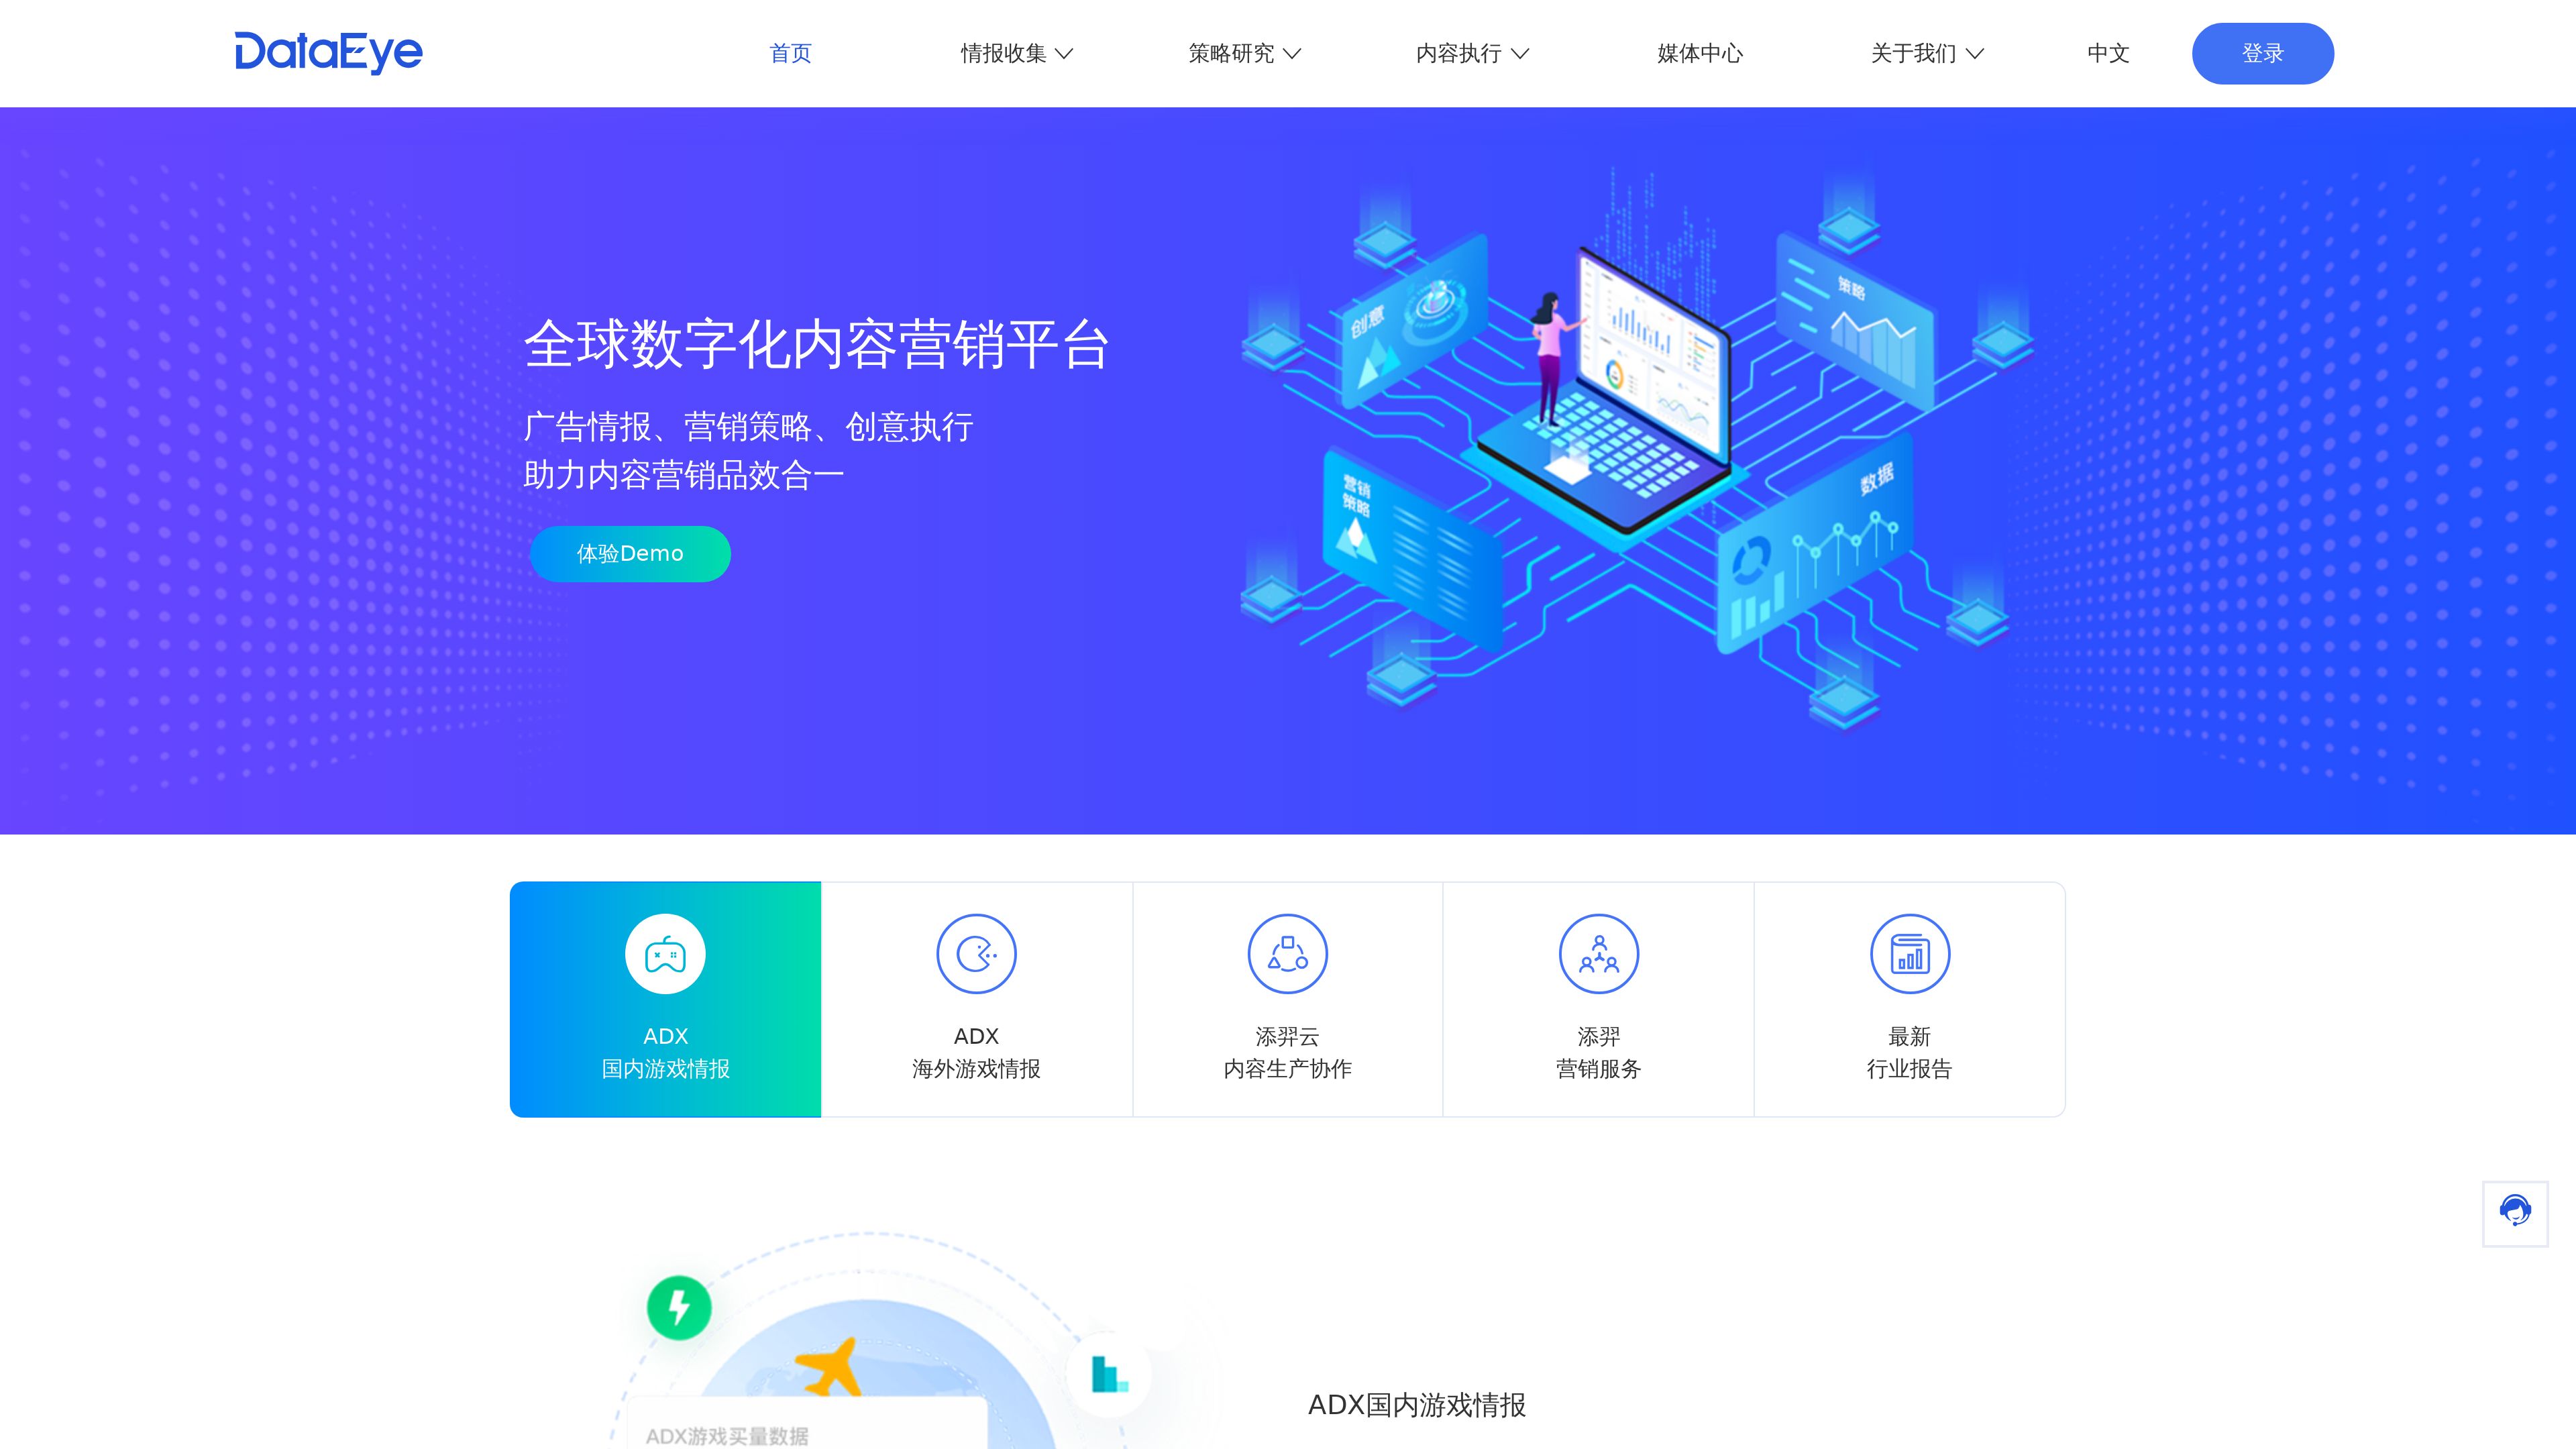 DataEye
首页
情报收集
策略研究
内容执行
媒体中心
关于我们
中文
登录
全球数字化内容营销平台
广告情报、营销策略、创意执行
助力内容营销品效合一
体验Demo
创意
策略
营销
策略
数据
ADX
国内游戏情报
ADX
海外游戏情报
添羿云
内容生产协作
添羿
营销服务
最新
行业报告
ADX游戏买量数据
ADX国内游戏情报